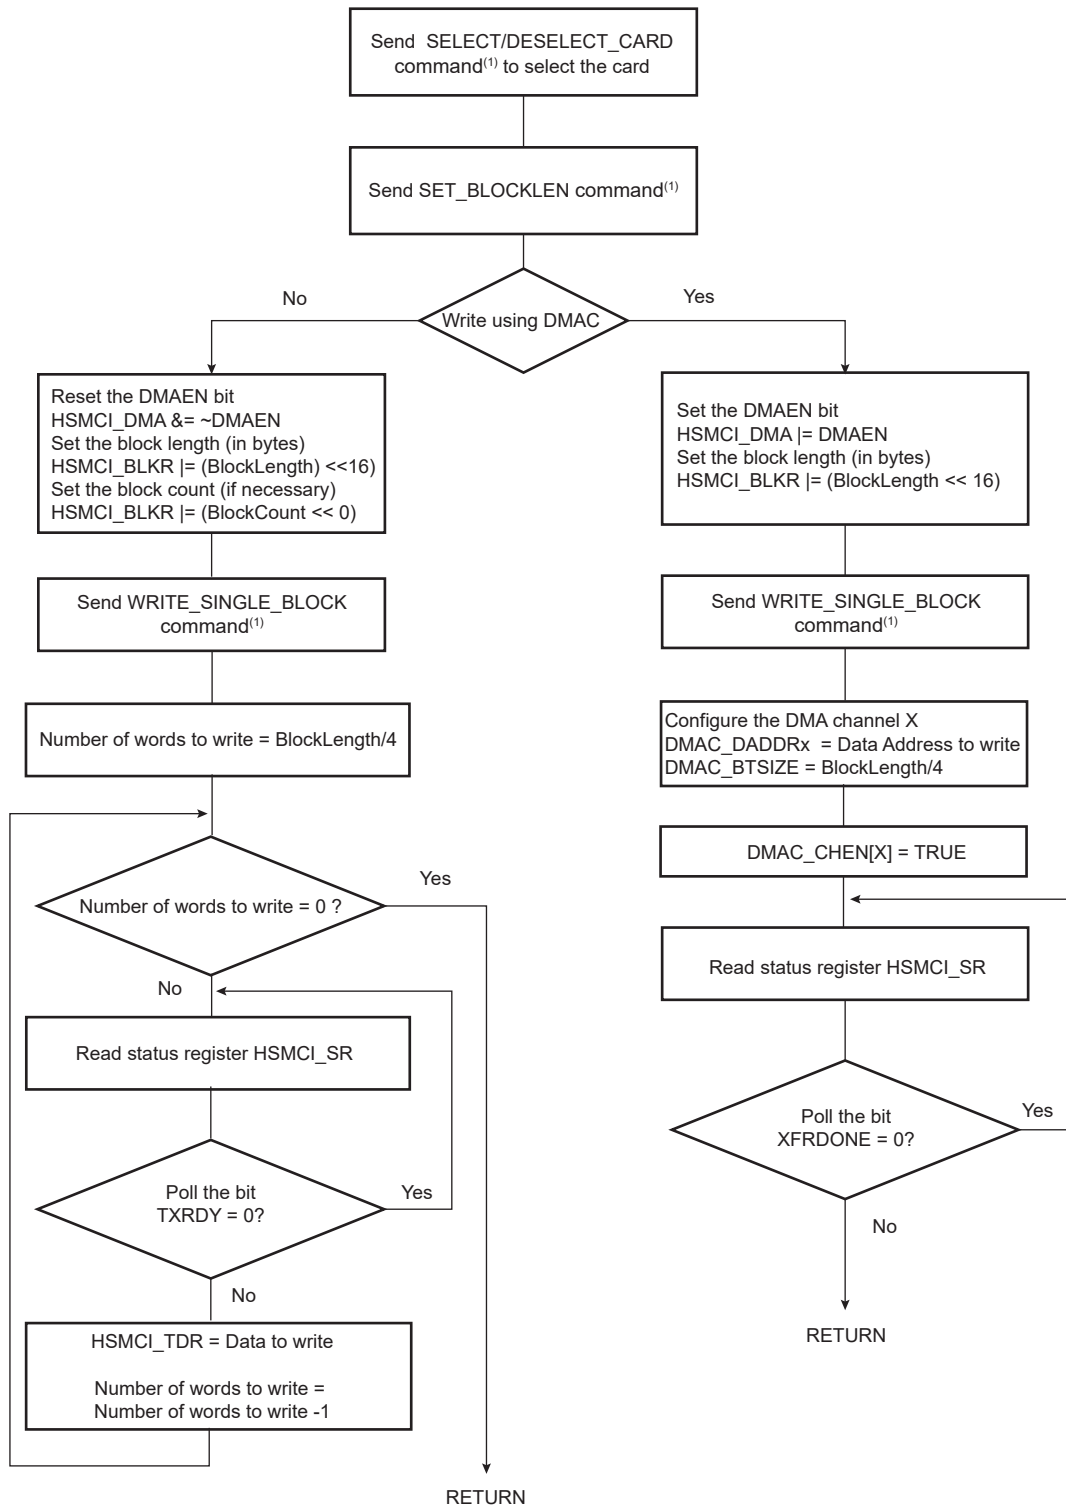 Send SELECT/DESELECT_CARD
command(1) to select the card
Send SET_BLOCKLEN command(1)
No
Yes
Write using DMAC
Reset the DMAEN bit
HSMCI_DMA &= ~DMAEN
Set the block length (in bytes)
HSMCI_BLKR |= (BlockLength) <<16)
Set the block count (if necessary)
HSMCI_BLKR |= (BlockCount << 0)
Send WRITE_SINGLE_BLOCK
command(1)
Number of words to write = BlockLength/4
Number of words to write = 0 ?
Yes
No
Read status register HSMCI_SR
Poll the bit
TXRDY = 0?
Yes
No
HSMCI_TDR = Data to write
Number of words to write =
Number of words to write -1
RETURN
Set the DMAEN bit
HSMCI_DMA |= DMAEN
Set the block length (in bytes)
HSMCI_BLKR |= (BlockLength << 16)
Send WRITE_SINGLE_BLOCK
command(1)
Configure the DMA channel X
DMAC_DADDRx = Data Address to write
DMAC_BTSIZE = BlockLength/4
DMAC_CHEN[X] = TRUE
Read status register HSMCI_SR
Poll the bit
XFRDONE = 0?
Yes
No
RETURN